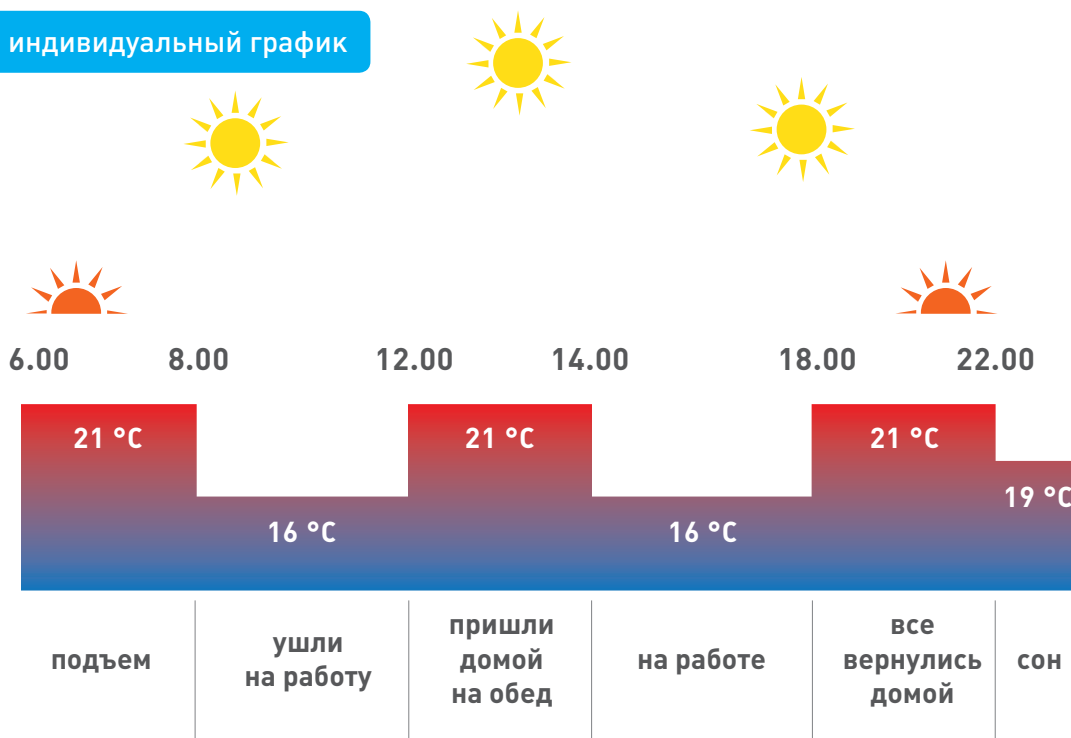 индивидуальный график
6.00 8.00 12.00 14.00 18.00 22.00
21 °C 21 °C 21 °C
19 °C
16 °C 16 °C
подъем
ушли
на работу
пришли
домой
на обед
на работе
все
вернулись
домой
сон